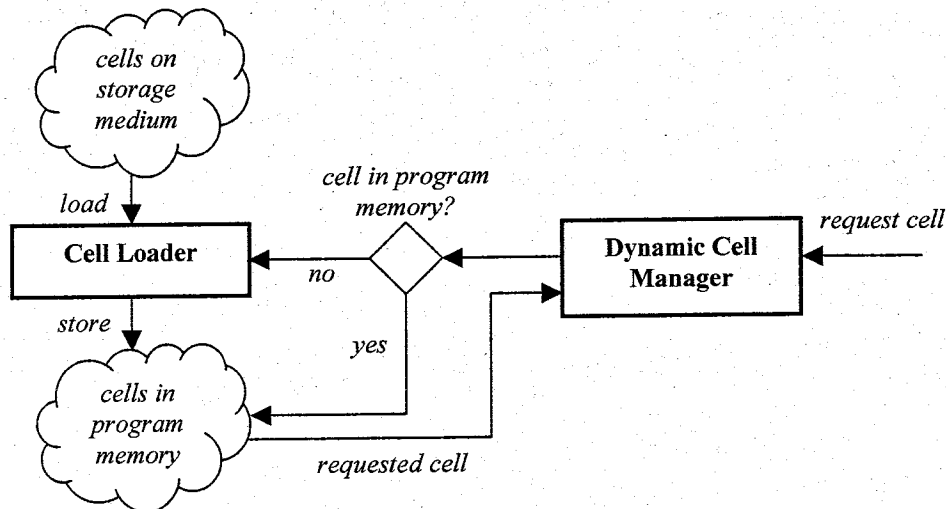 cells on
storage
medium
load
cell in program
memory?
request cell
Cell Loader
no
Dynamic Cell
Manager
store
yes
cells in
program
memory
requested cell